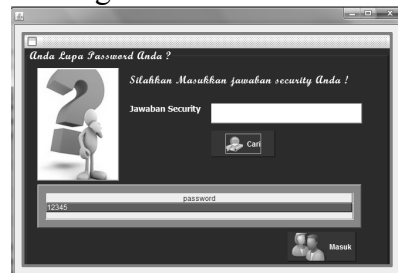 Anda Lupa Password Anda ?
Silahkan Masukkan jawaban security Anda !
Jawaban Security
Cari
password
12345
Masuk